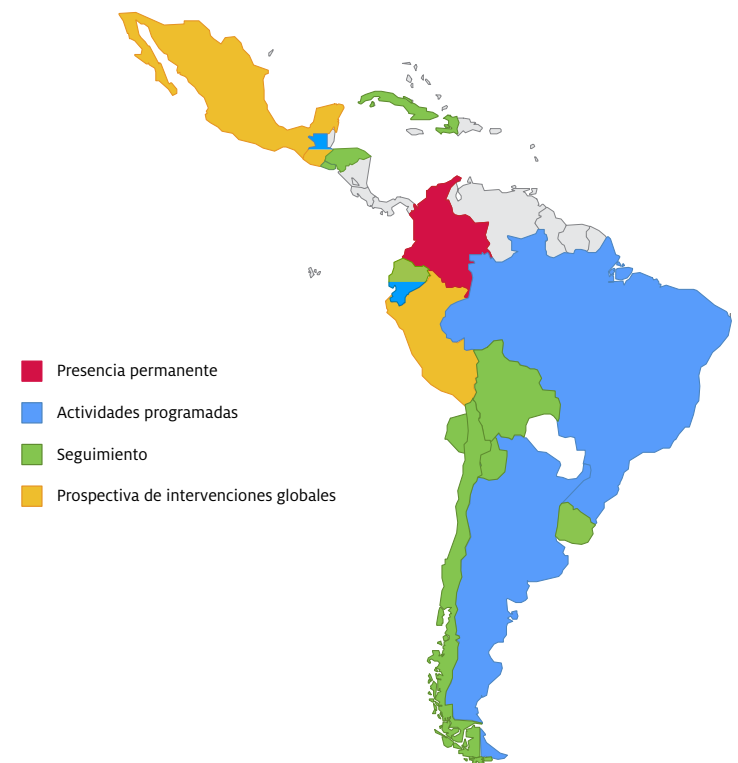 Presencia permanente
Actividades programadas
Seguimiento
Prospectiva de intervenciones globales